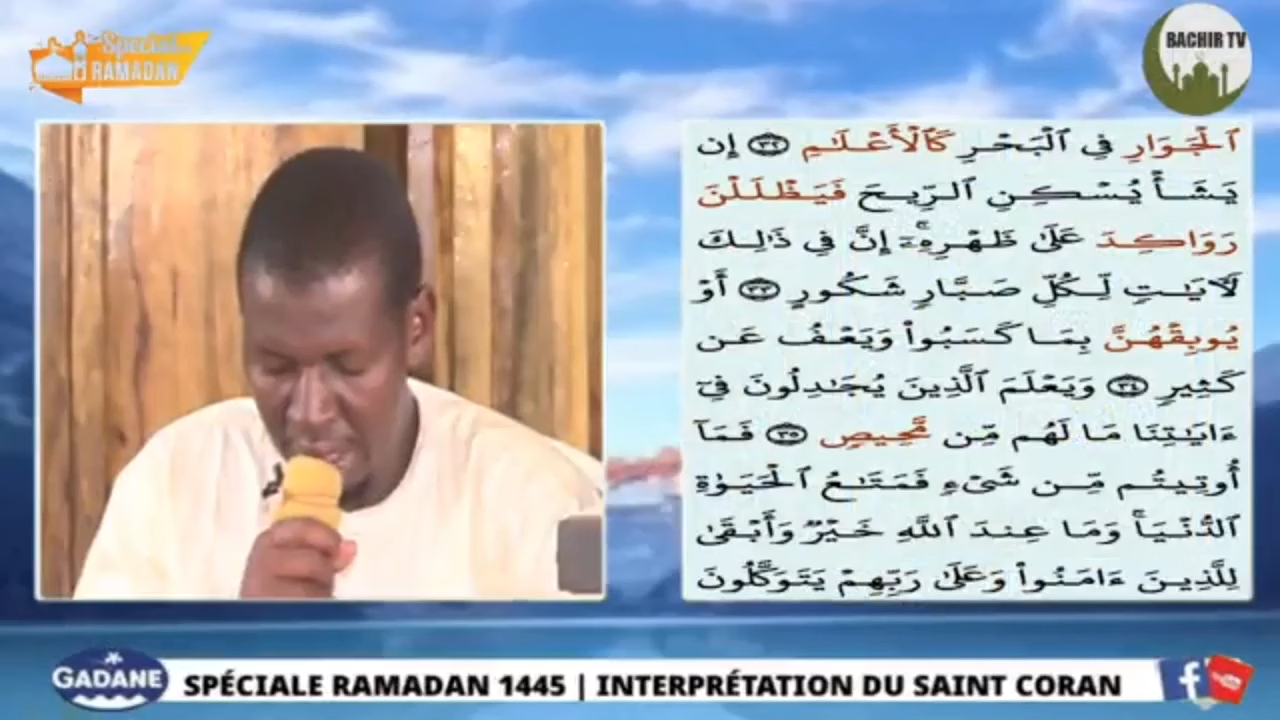 Spécial..
RAMADAN
BACHIR TV
ٱلْجَوَارِ فِي ٱلْبَحْرِ كَٱلْأَعْلَٰمِ ٣٢ إِن
يَشَأْ يُسْكِنِ ٱلرِّيحَ فَيَظْلَلْنَ
رَوَاكِدَ عَلَىٰ ظَهْرِهِۦٓۚ إِنَّ فِي ذَٰلِكَ
لَأٓيَٰتٖ لِّكُلِّ صَبَّارٖ شَكُورٍ ٣٣ أَوْ
يُوبِقْهُنَّ بِمَا كَسَبُواْ وَيَعْفُ عَن
كَثِيرٖ ٣٤ وَيَعْلَمَ ٱلَّذِينَ يُجَٰدِلُونَ فِيٓ
ءَايَٰتِنَا مَا لَهُم مِّن مَّحِيصٖ ٣٥ فَمَآ
أُوتِيتُم مِّن شَيْءٖ فَمَتَٰعُ ٱلْحَيَوٰةِ
ٱلدُّنْيَاۚ وَمَا عِندَ ٱللَّهِ خَيْرٞ وَأَبْقَىٰ
لِلَّذِينَ ءَامَنُواْ وَعَلَىٰ رَبِّهِمْ يَتَوَكَّلُونَ
GADANE
SPÉCIALE RAMADAN 1445 | INTERPRÉTATION DU SAINT CORAN